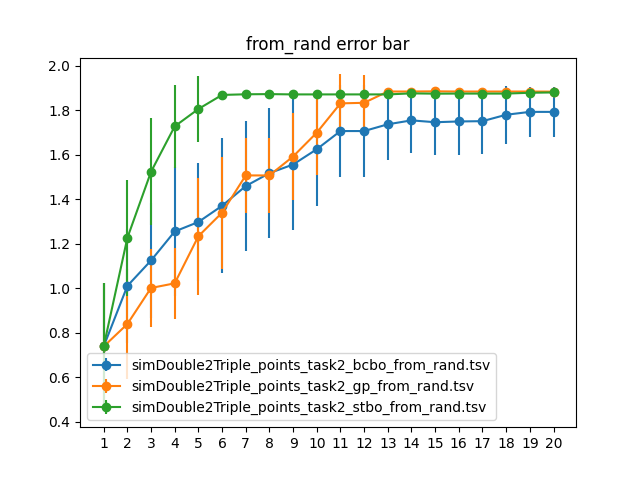 from_rand error bar
2.0
1.8
1.6
1.4
1.2
1.0
0.8
0.6
0.4
simDouble2Triple_points_task2_bcbo_from_rand.tsv
simDouble2Triple_points_task2_gp_from_rand.tsv
simDouble2Triple_points_task2_stbo_from_rand.tsv
1 2 3 4 5 6 7 8 9 10 11 12 13 14 15 16 17 18 19 20